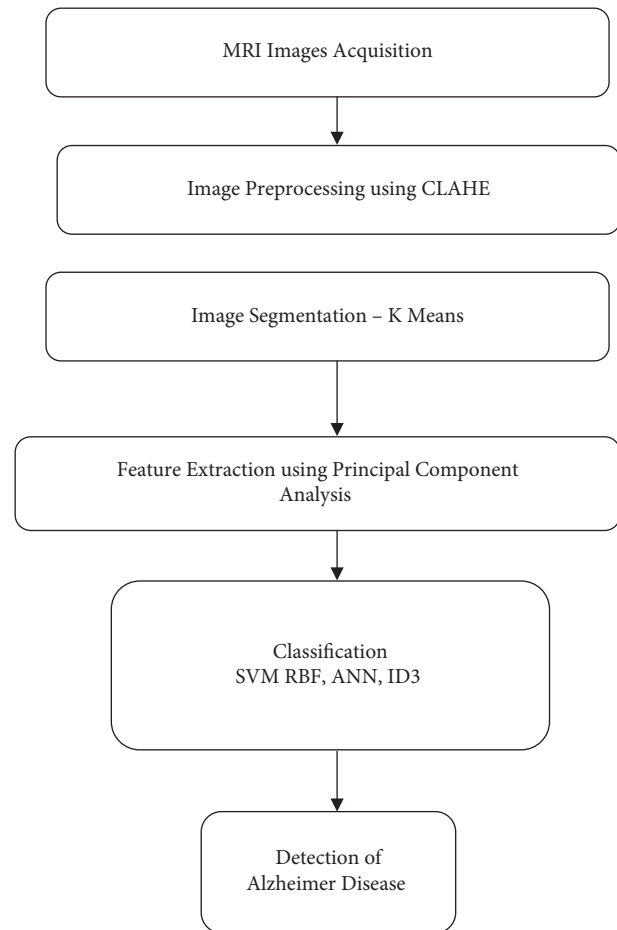 MRI Images Acquisition
Image Preprocessing using CLAHE
Image Segmentation – K Means
Feature Extraction using Principal Component
Analysis
Classification
SVM RBF, ANN, ID3
Detection of
Alzheimer Disease